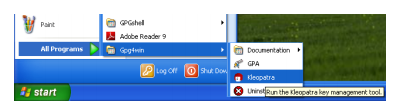 Paint
GPGshell
Adobe Reader 9
All Programs
Gpg4win
Documentation
GPA
Log Off
Shut Dow
Kleopatra
Uninst
Run the Kleopatra key management tool.
start